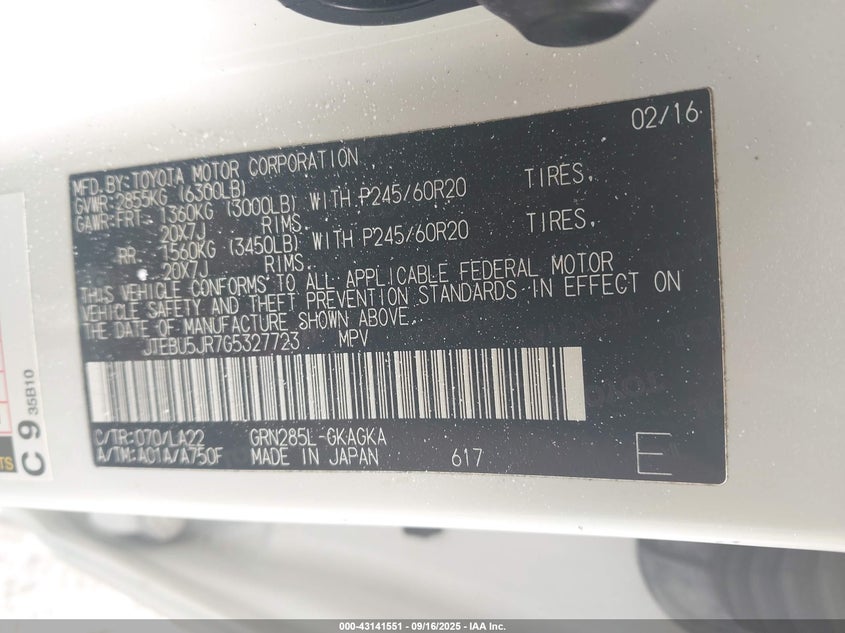 02/16
MFD.BY:TOYOTA MOTOR CORPORATION
GVWR:2855KG (6300LB)
GAWR-FRT: 1360KG (3000LB) WITH P245/60R20 TIRES,
20X7J RIMS.
RR. 1560KG (3450LB) WITH P245/60R20 TIRES,
20X7J RIMS.
THIS VEHICLE CONFORMS TO ALL APPLICABLE FEDERAL MOTOR
VEHICLE SAFETY AND THEFT PREVENTION STANDARDS IN EFFECT ON
THE DATE OF MANUFACTURE SHOWN ABOVE.
JTEBU5JR7G5327723 MPV
C/TR:070/LA22 GRN285L-GKAGKA
A/TM:A01A/A750F MADE IN JAPAN 617 E
C 9 35B10
000-43141551 - 09/16/2025 - IAA Inc.